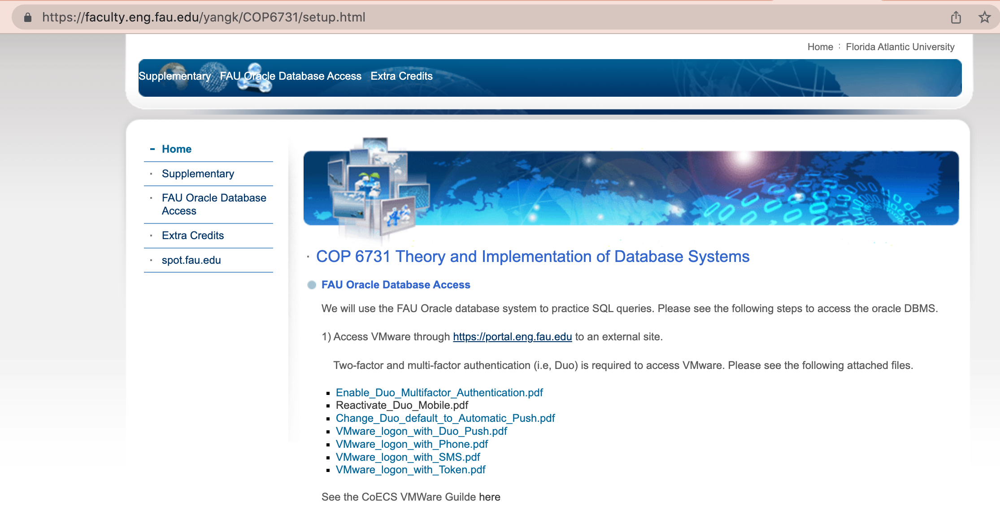 https://faculty.eng.fau.edu/yangk/COP6731/setup.html
Home : Florida Atlantic University
Supplementary FAU Oracle Database Access Extra Credits
- Home
· Supplementary
· FAU Oracle Database
Access
· Extra Credits
· spot.fau.edu
· COP 6731 Theory and Implementation of Database Systems
FAU Oracle Database Access
We will use the FAU Oracle database system to practice SQL queries. Please see the following steps to access the oracle DBMS.
1) Access VMware through https://portal.eng.fau.edu to an external site.
Two-factor and multi-factor authentication (i.e, Duo) is required to access VMware. Please see the following attached files.
▪ Enable_Duo_Multifactor_Authentication.pdf
▪ Reactivate_Duo_Mobile.pdf
▪ Change_Duo_default_to_Automatic_Push.pdf
▪ VMware_logon_with_Duo_Push.pdf
▪ VMware_logon_with_Phone.pdf
▪ VMware_logon_with_SMS.pdf
▪ VMware_logon_with_Token.pdf
See the CoECS VMWare Guilde here